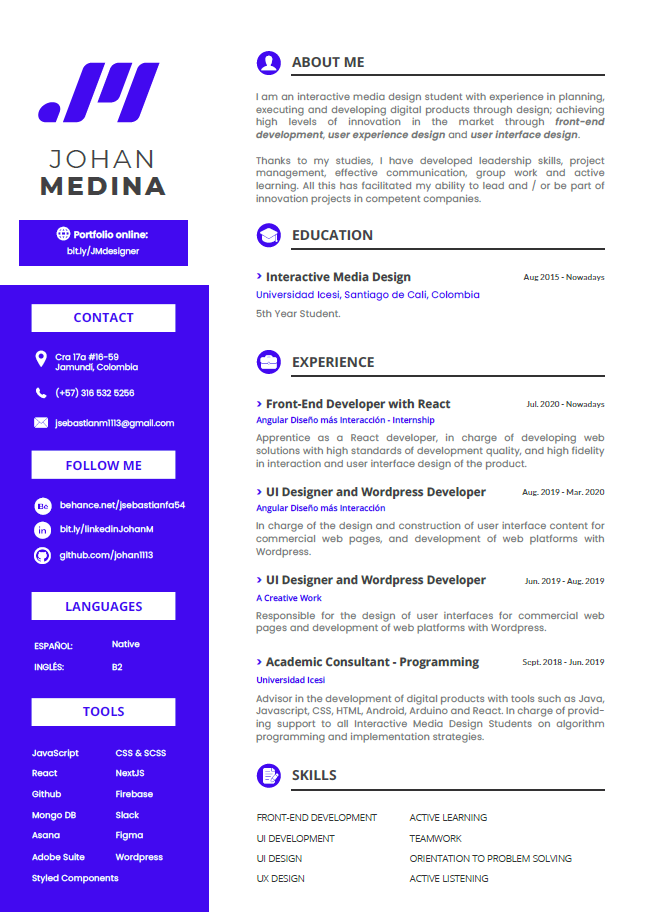 JOHAN
MEDINA
Portfolio online:
bit.ly/JMdesigner
CONTACT
Cra 17a #16-59
Jamundí, Colombia
(+57) 316 532 5256
jsebastianm1113@gmail.com
FOLLOW ME
Bē behance.net/jsebastianfa54
in bit.ly/linkedinJohanM
github.com/johan1113
LANGUAGES
ESPAÑOL: Native
INGLÉS: B2
TOOLS
JavaScript CSS & SCSS
React NextJS
Github Firebase
Mongo DB Slack
Asana Figma
Adobe Suite Wordpress
Styled Components
ABOUT ME
I am an interactive media design student with experience in planning,
executing and developing digital products through design; achieving
high levels of innovation in the market through front-end
development, user experience design and user interface design.
Thanks to my studies, I have developed leadership skills, project
management, effective communication, group work and active
learning. All this has facilitated my ability to lead and / or be part of
innovation projects in competent companies.
EDUCATION
› Interactive Media Design Aug 2015 - Nowadays
Universidad Icesi, Santiago de Cali, Colombia
5th Year Student.
EXPERIENCE
› Front-End Developer with React Jul. 2020 - Nowadays
Angular Diseño más Interacción - Internship
Apprentice as a React developer, in charge of developing web
solutions with high standards of development quality, and high fidelity
in interaction and user interface design of the product.
› UI Designer and Wordpress Developer Aug. 2019 - Mar. 2020
Angular Diseño más Interacción
In charge of the design and construction of user interface content for
commercial web pages, and development of web platforms with
Wordpress.
› UI Designer and Wordpress Developer Jun. 2019 - Aug. 2019
A Creative Work
Responsible for the design of user interfaces for commercial web
pages and development of web platforms with Wordpress.
› Academic Consultant - Programming Sept. 2018 - Jun. 2019
Universidad Icesi
Advisor in the development of digital products with tools such as Java,
Javascript, CSS, HTML, Android, Arduino and React. In charge of provid-
ing support to all Interactive Media Design Students on algorithm
programming and implementation strategies.
SKILLS
FRONT-END DEVELOPMENT ACTIVE LEARNING
UI DEVELOPMENT TEAMWORK
UI DESIGN ORIENTATION TO PROBLEM SOLVING
UX DESIGN ACTIVE LISTENING